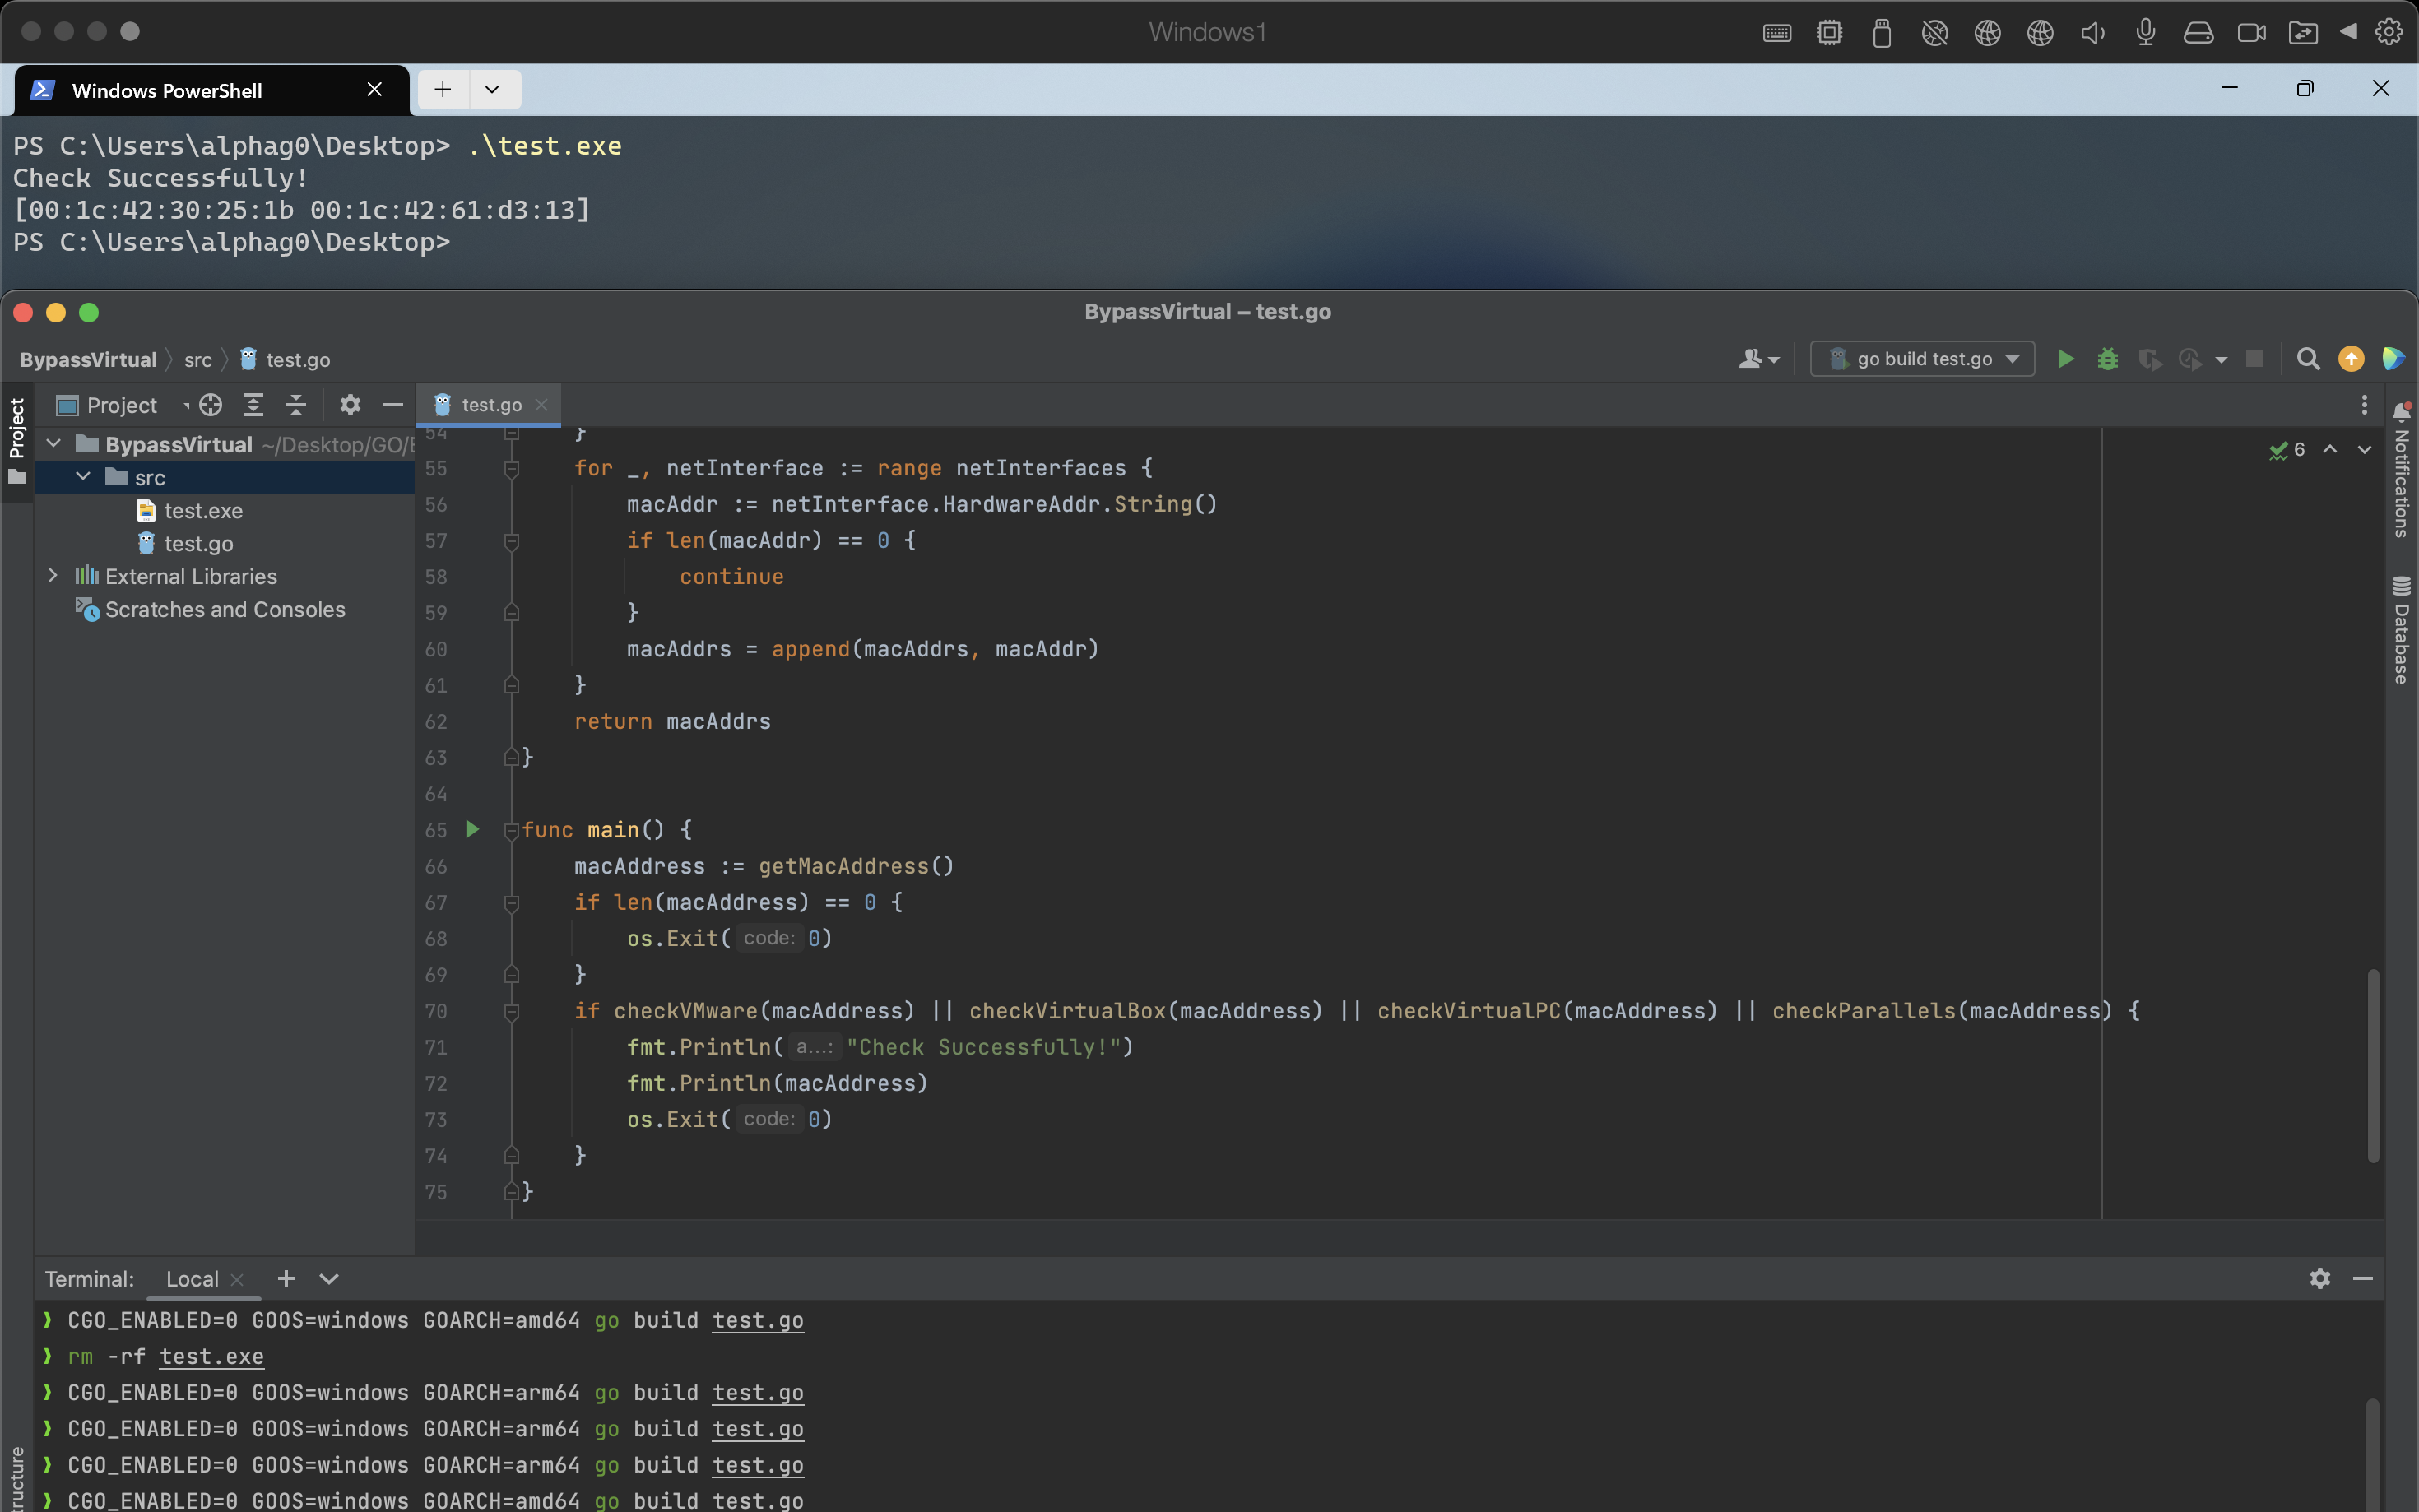 Windows1
Windows PowerShell
PS C:\Users\alphag0\Desktop> .\test.exe
Check Successfully!
[00:1c:42:30:25:1b 00:1c:42:61:d3:13]
PS C:\Users\alphag0\Desktop>
BypassVirtual – test.go
BypassVirtual src test.go
go build test.go
Project
Project
test.go
BypassVirtual ~/Desktop/GO/
src
test.exe
test.go
External Libraries
Scratches and Consoles
6
Notifications
Database
54 }
55 for _, netInterface := range netInterfaces {
56 macAddr := netInterface.HardwareAddr.String()
57 if len(macAddr) == 0 {
58 continue
59 }
60 macAddrs = append(macAddrs, macAddr)
61 }
62 return macAddrs
63 }
64
65 func main() {
66 macAddress := getMacAddress()
67 if len(macAddress) == 0 {
68 os.Exit( code: 0)
69 }
70 if checkVMware(macAddress) || checkVirtualBox(macAddress) || checkVirtualPC(macAddress) || checkParallels(macAddress) {
71 fmt.Println( a...: "Check Successfully!")
72 fmt.Println(macAddress)
73 os.Exit( code: 0)
74 }
75 }
Terminal: Local
❯ CGO_ENABLED=0 GOOS=windows GOARCH=amd64 go build test.go
❯ rm -rf test.exe
❯ CGO_ENABLED=0 GOOS=windows GOARCH=arm64 go build test.go
❯ CGO_ENABLED=0 GOOS=windows GOARCH=arm64 go build test.go
❯ CGO_ENABLED=0 GOOS=windows GOARCH=arm64 go build test.go
❯ CGO_ENABLED=0 GOOS=windows GOARCH=amd64 go build test.go
ructure